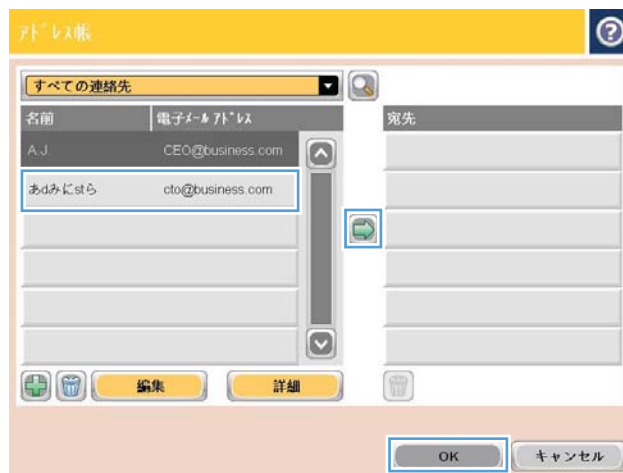 アドレス帳
すべての連絡先
名前 電子メール アドレス 宛先
A.J. CEO@business.com
あdみにstら cto@business.com
編集 詳細
OK キャンセル